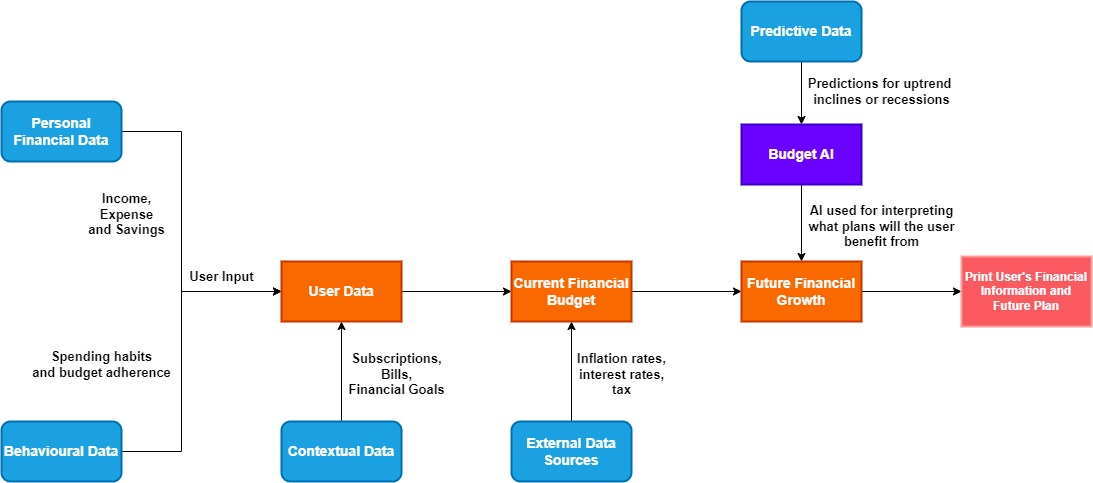 Predictive Data
Predictions for uptrend
inclines or recessions
Personal
Financial Data
Budget AI
Income,
Expense
and Savings
AI used for interpreting
what plans will the user
benefit from
User Input
User Data
Current Financial
Budget
Future Financial
Growth
Print User's Financial
Information and
Future Plan
Spending habits
and budget adherence
Subscriptions,
Bills,
Financial Goals
Inflation rates,
interest rates,
tax
Behavioural Data
Contextual Data
External Data
Sources